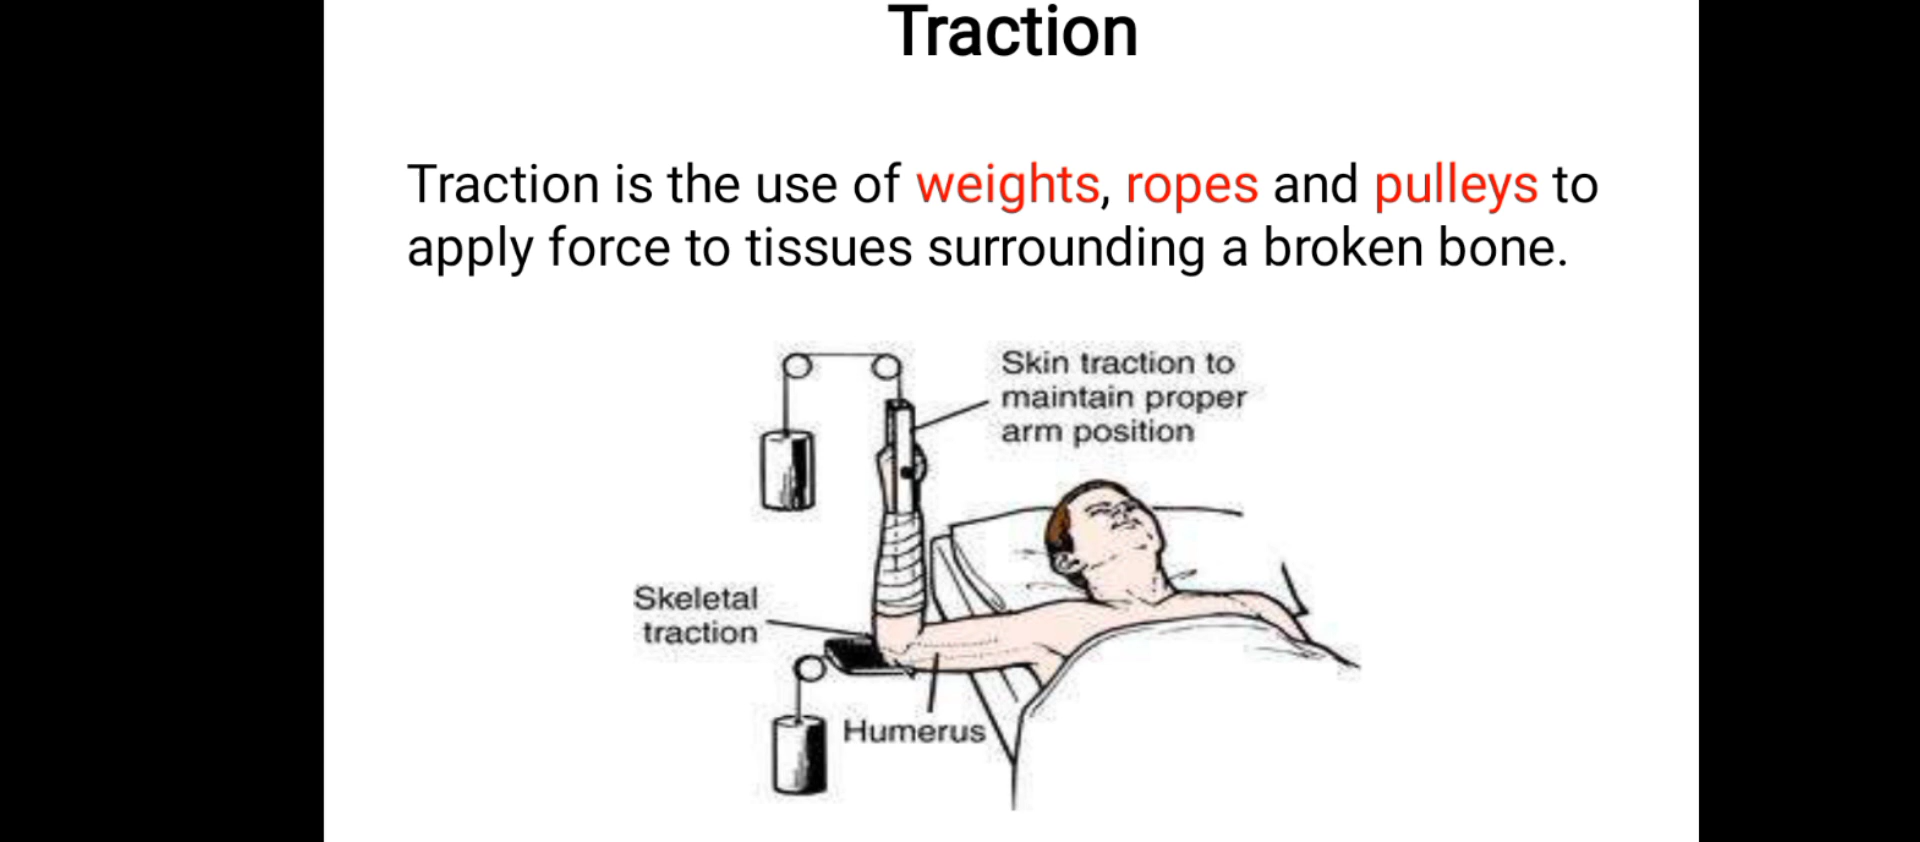 Traction
Traction is the use of weights, ropes and pulleys to
apply force to tissues surrounding a broken bone.
Skin traction to
maintain proper
arm position
Skeletal
traction
Humerus